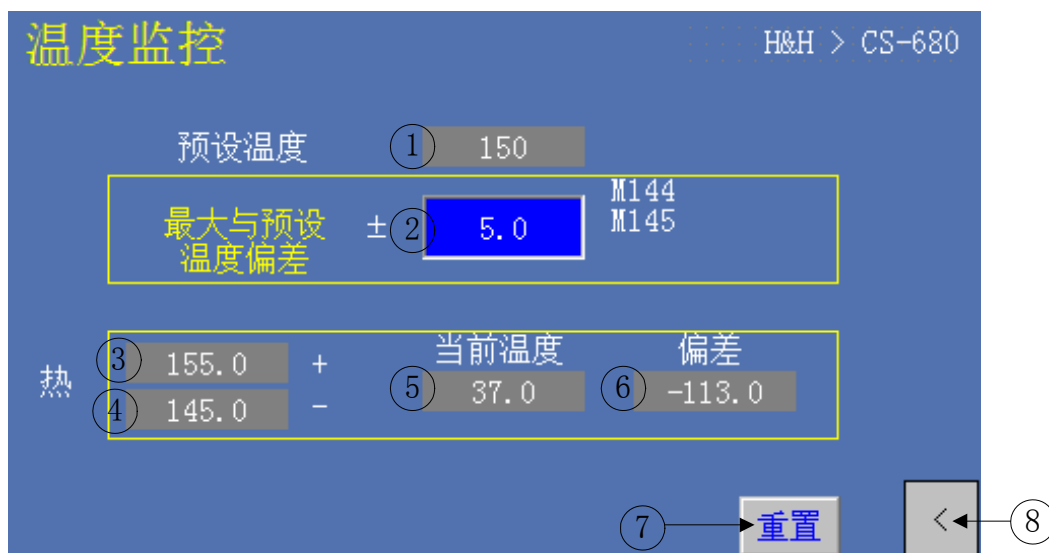 温度监控
H&H > CS-680
预设温度 ① 150
最大与预设
温度偏差
± ② 5.0
M144
M145
当前温度 偏差
热
③ 155.0 +
④ 145.0 -
⑤ 37.0 ⑥ -113.0
⑦ 重置 < ⑧